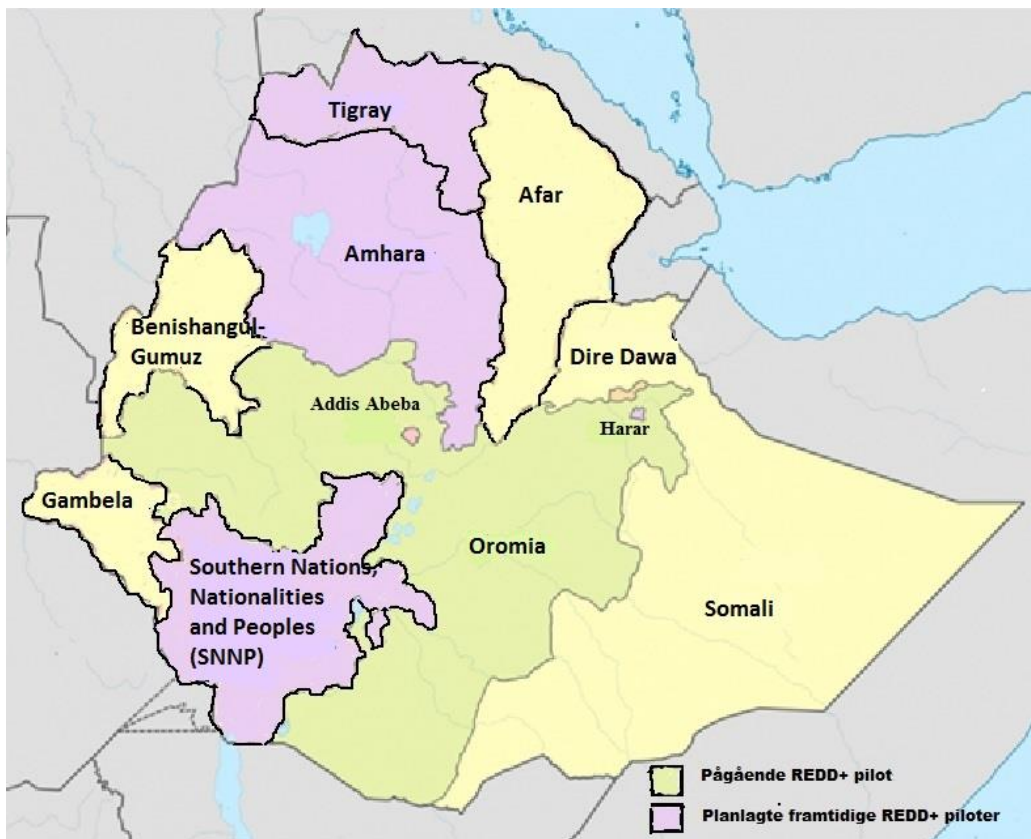 Tigray
Afar
Amhara
Benishangul-
Gumuz
Dire Dawa
Addis Abeba
Harar
Gambela
Oromia
Southern Nations,
Nationalities
and Peoples
(SNNP)
Somali
Pågående REDD+ pilot
Planlagte framtidige REDD+ piloter